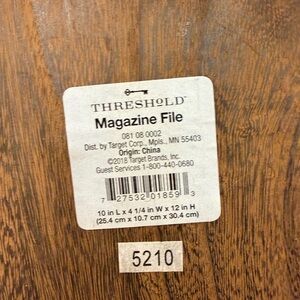 THRESHOLD™
Magazine File
081 08 0002
Dist. by Target Corp., Mpls., MN 55403
Origin: China
©2018 Target Brands, Inc.
Guest Services 1-800-440-0680
7 27532 01859 3
10 in L x 4 1/4 in W x 12 in H
(25.4 cm x 10.7 cm x 30.4 cm)
5210